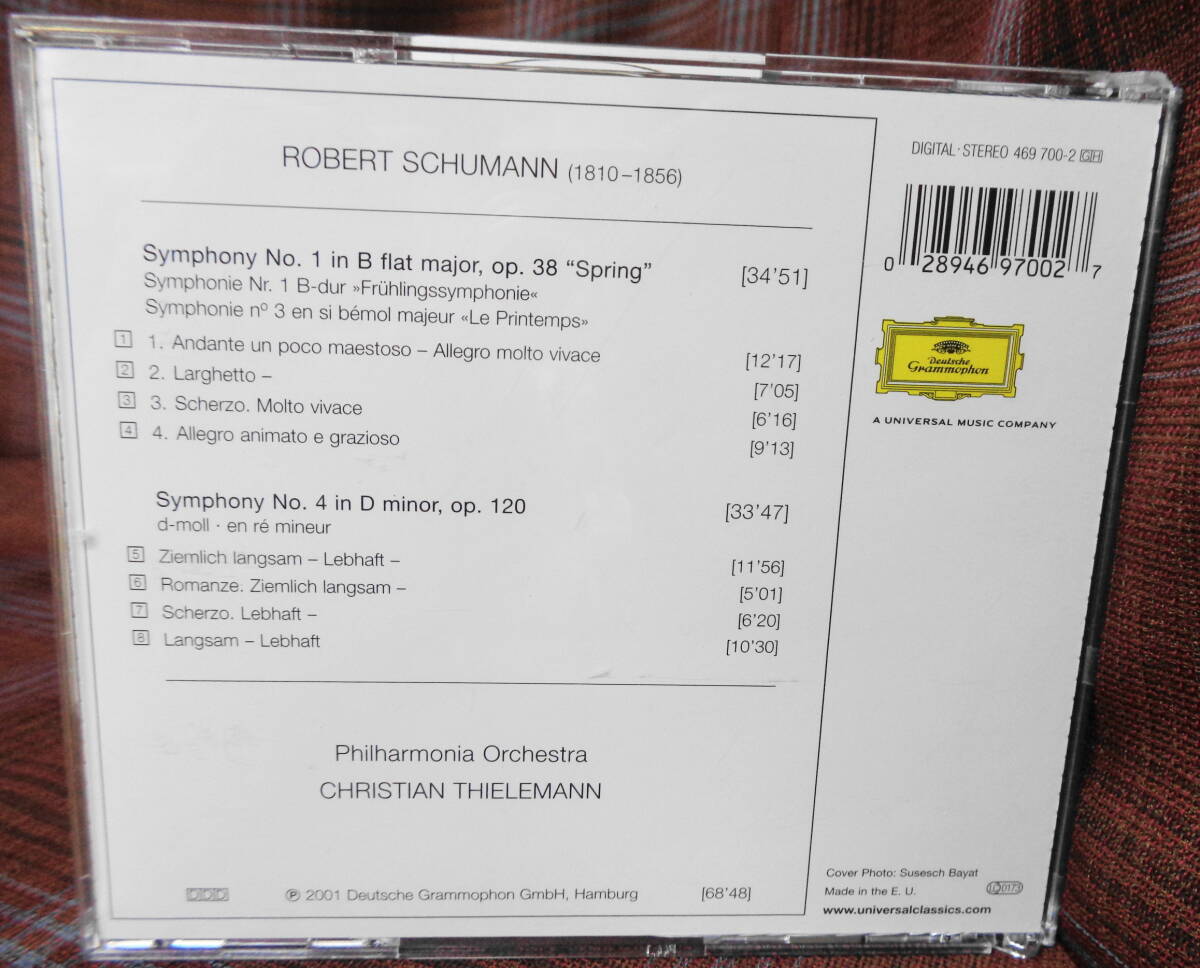 ROBERT SCHUMANN (1810–1856)
Symphony No. 1 in B flat major, op. 38 “Spring” [34’51]
Symphonie Nr. 1 B-dur »Frühlingssymphonie«
Symphonie nº 3 en si bémol majeur «Le Printemps»
1 1. Andante un poco maestoso – Allegro molto vivace [12’17]
2 2. Larghetto – [7’05]
3 3. Scherzo. Molto vivace [6’16]
4 4. Allegro animato e grazioso [9’13]
Symphony No. 4 in D minor, op. 120 [33’47]
d-moll · en ré mineur
5 Ziemlich langsam – Lebhaft – [11’56]
6 Romanze. Ziemlich langsam – [5’01]
7 Scherzo. Lebhaft – [6’20]
8 Langsam – Lebhaft [10’30]
Philharmonia Orchestra
CHRISTIAN THIELEMANN
DDD ℗ 2001 Deutsche Grammophon GmbH, Hamburg [68’48]
DIGITAL · STEREO 469 700-2 GH
0 28946 97002 7
Deutsche
Grammophon
A UNIVERSAL MUSIC COMPANY
Cover Photo: Susesch Bayat
Made in the E. U.
LC 0173
www.universalclassics.com